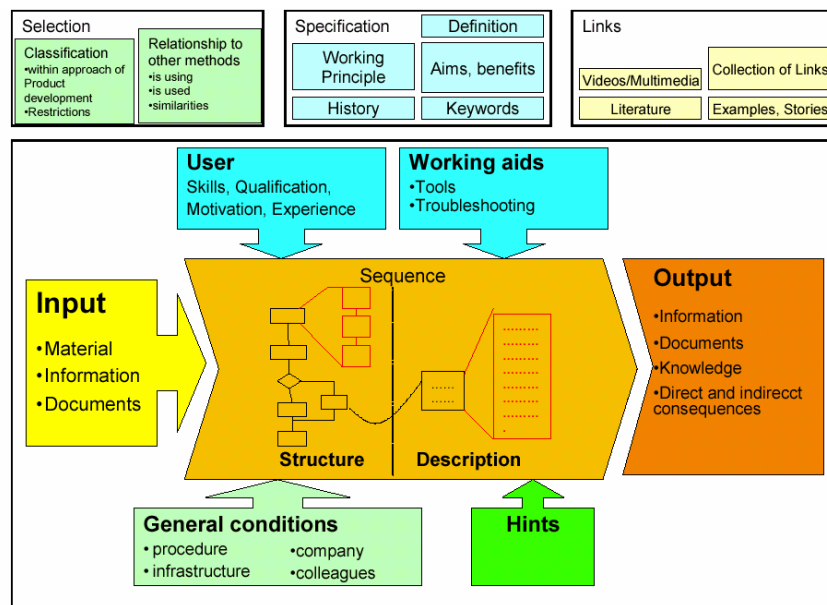 Selection
Classification
•within approach of
Product
development
•Restrictions
Relationship to
other methods
•is using
•is used
•similarities
Specification
Definition
Working
Principle
Aims, benefits
History
Keywords
Links
Videos/Multimedia
Collection of Links
Literature
Examples, Stories
User
Skills, Qualification,
Motivation, Experience
Working aids
•Tools
•Troubleshooting
Input
•Material
•Information
•Documents
Sequence
Structure
Description
Output
•Information
•Documents
•Knowledge
•Direct and indirecct
consequences
General conditions
•procedure
•infrastructure
•company
•colleagues
Hints